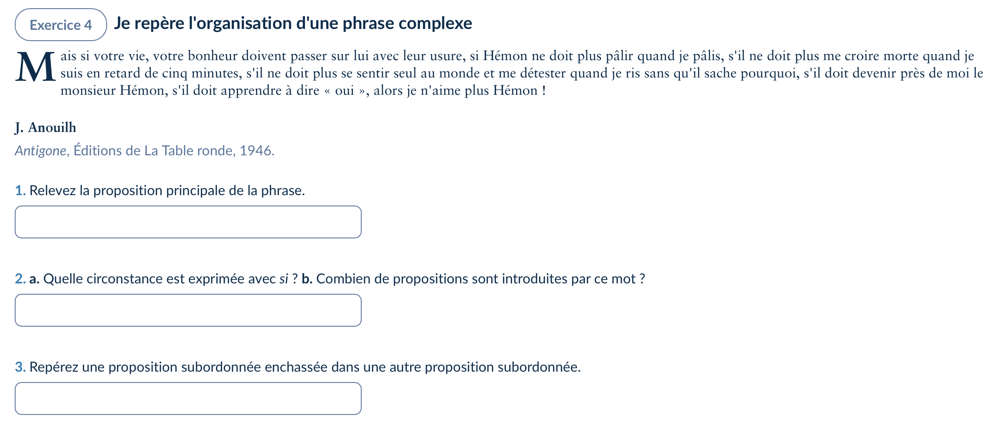 Exercice 4 Je repère l'organisation d'une phrase complexe
Mais si votre vie, votre bonheur doivent passer sur lui avec leur usure, si Hémon ne doit plus pâlir quand je pâlis, s'il ne doit plus me croire morte quand je
suis en retard de cinq minutes, s'il ne doit plus se sentir seul au monde et me détester quand je ris sans qu'il sache pourquoi, s'il doit devenir près de moi le
monsieur Hémon, s'il doit apprendre à dire « oui », alors je n'aime plus Hémon !
J. Anouilh
Antigone, Éditions de La Table ronde, 1946.
1. Relevez la proposition principale de la phrase.
2. a. Quelle circonstance est exprimée avec si ? b. Combien de propositions sont introduites par ce mot ?
3. Repérez une proposition subordonnée enchassée dans une autre proposition subordonnée.